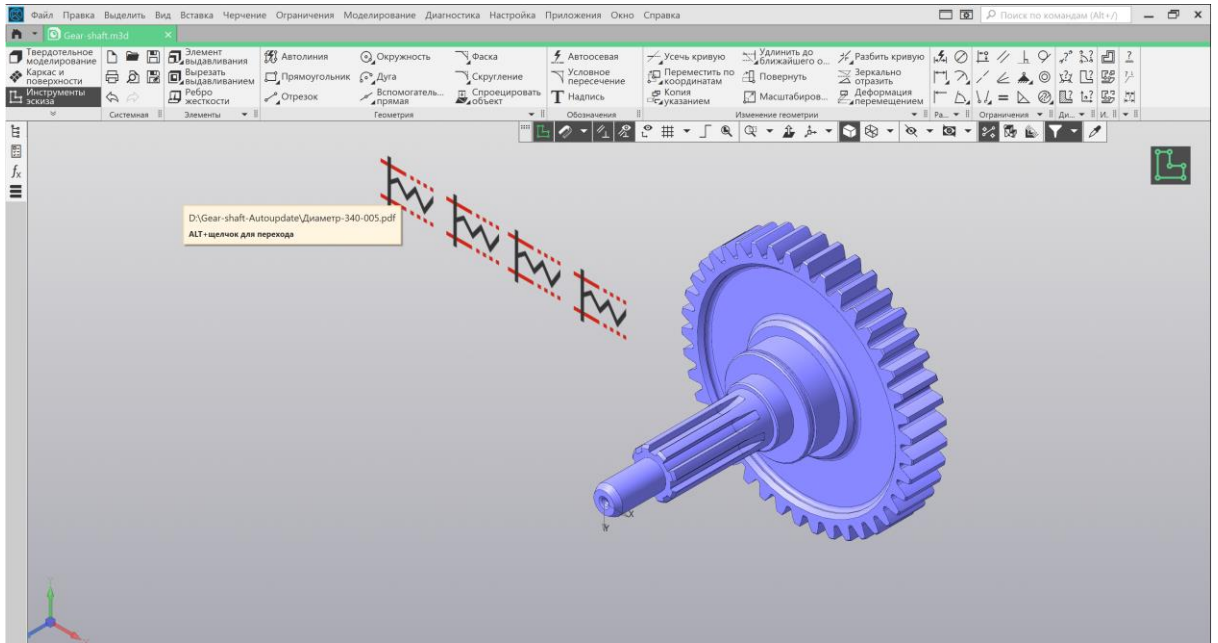 Файл Правка Выделить Вид Вставка Черчение Ограничения Моделирование Диагностика Настройка Приложения Окно Справка
Поиск по командам (Alt+/)
Gear-shaft.m3d
Твердотельное моделирование
Каркас и поверхности
Инструменты эскиза
Системная
Элемент выдавливания
Вырезать выдавливанием
Ребро жесткости
Элементы
Автолиния
Окружность
Фаска
Прямоугольник
Дуга
Скругление
Отрезок
Вспомогатель... прямая
Спроецировать объект
Геометрия
Автоосевая
Условное пересечение
Надпись
Обозначения
Усечь кривую
Удлинить до ближайшего о...
Разбить кривую
Переместить по координатам
Повернуть
Зеркально отразить
Копия указанием
Масштабиров...
Деформация перемещением
Изменение геометрии
Ра...
Ограничения
Ди...
И.
D:\Gear-shaft-Autoupdate\Диаметр-340-005.pdf
ALT+щелчок для перехода